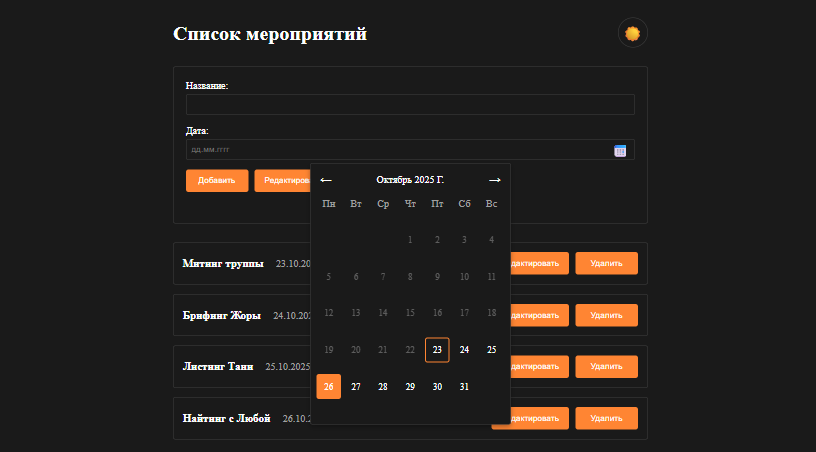 Список мероприятий
Название:
Дата:
дд.мм.гггг
Добавить Редактиров
← Октябрь 2025 Г. →
Пн Вт Ср Чт Пт Сб Вс
1 2 3 4
5 6 7 8 9 10 11
12 13 14 15 16 17 18
19 20 21 22 23 24 25
26 27 28 29 30 31
Митинг труппы 23.10.20 дактировать Удалить
Брифинг Жоры 24.10.202 дактировать Удалить
Листинг Тани 25.10.2025 дактировать Удалить
Найтинг с Любой 26.10.2 дактировать Удалить